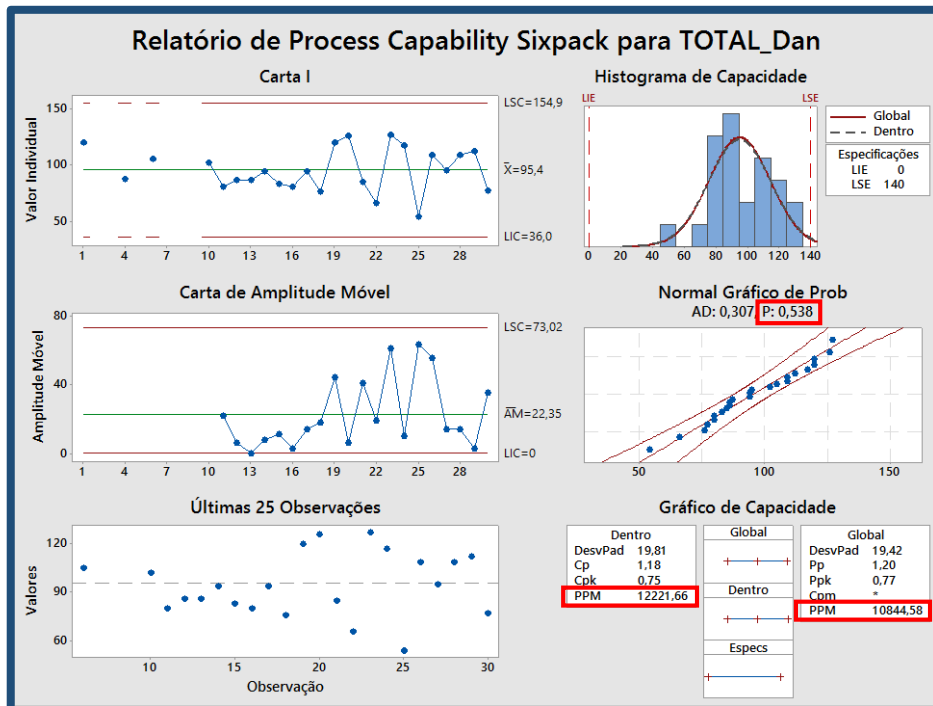 Relatório de Process Capability Sixpack para TOTAL_Dan
Carta I
Valor Individual
150
100
50
1 4 7 10 13 16 19 22 25 28
LSC=154,9
X̄=95,4
LIC=36,0
Histograma de Capacidade
LIE LSE
0 20 40 60 80 100 120 140
Global
Dentro
Especificações
LIE 0
LSE 140
Carta de Amplitude Móvel
Amplitude Móvel
80
40
0
1 4 7 10 13 16 19 22 25 28
LSC=73,02
A̅M̅=22,35
LIC=0
Normal Gráfico de Prob
AD: 0,307, P: 0,538
50 100 150
Últimas 25 Observações
Valores
120
90
60
10 15 20 25 30
Observação
Gráfico de Capacidade
Dentro
DesvPad 19,81
Cp 1,18
Cpk 0,75
PPM 12221,66
Global
Dentro
Especs
Global
DesvPad 19,42
Pp 1,20
Ppk 0,77
Cpm *
PPM 10844,58